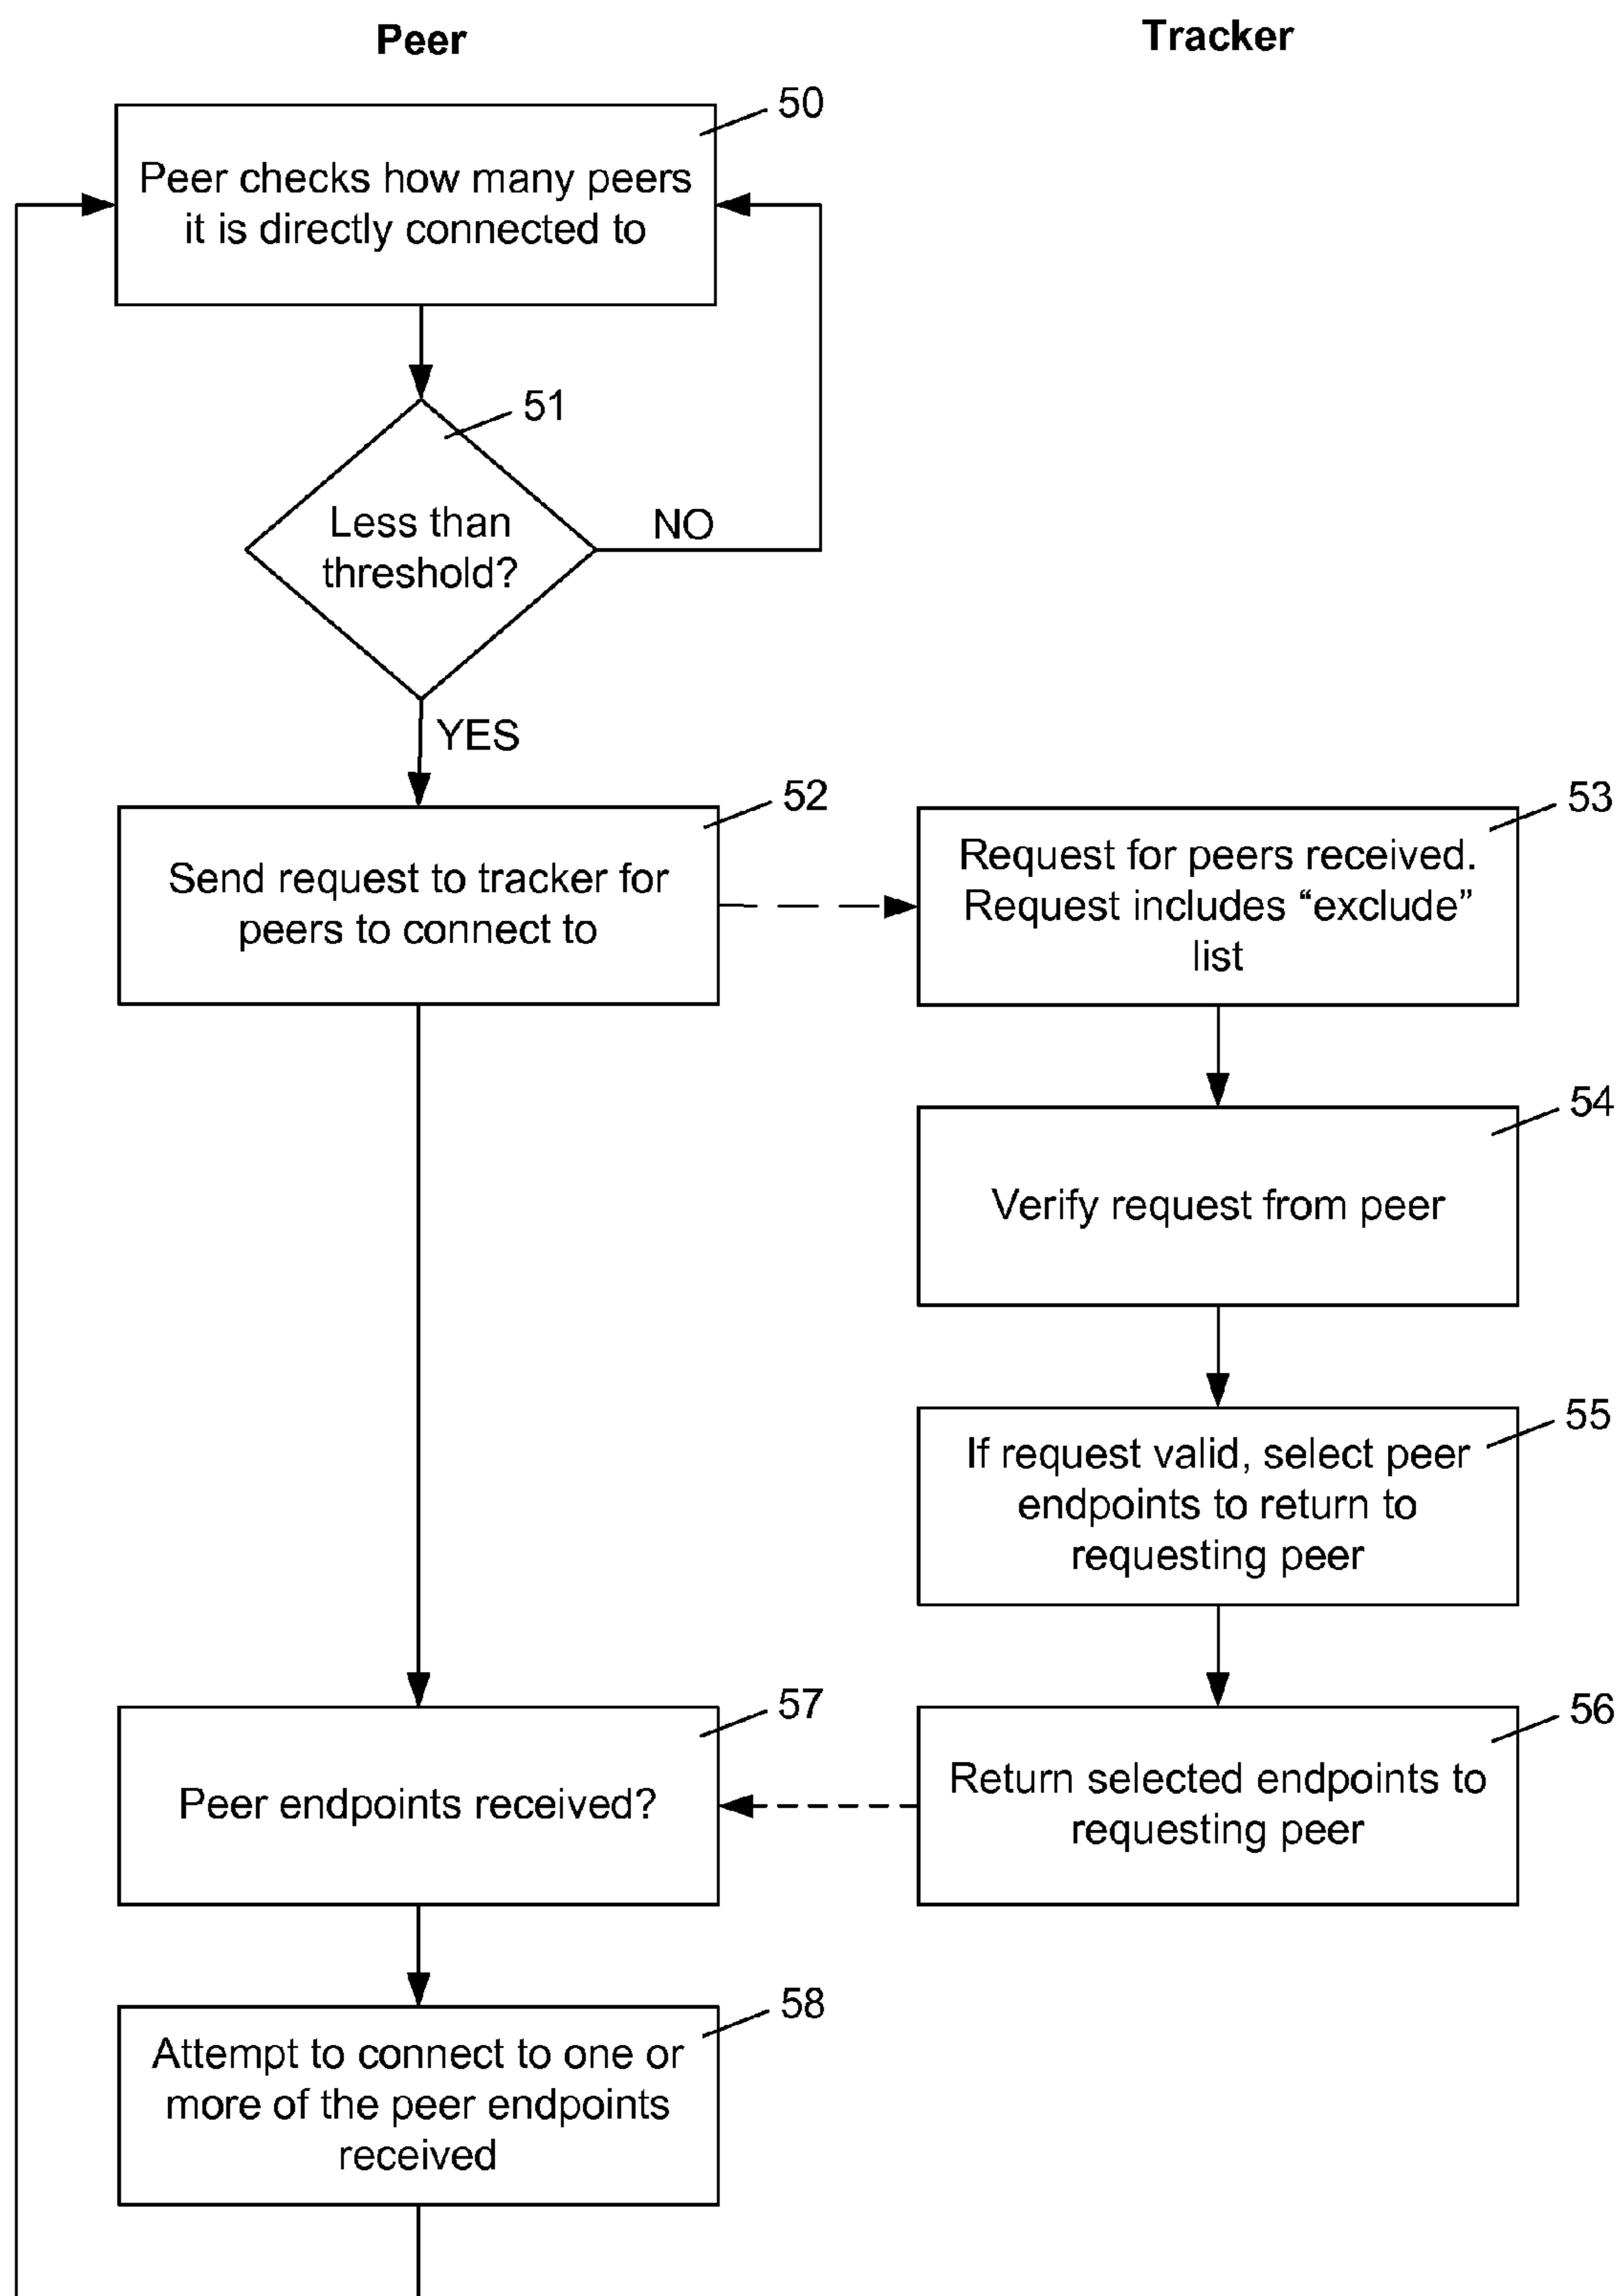 Peer
Tracker
50
Peer checks how many peers
it is directly connected to
51
Less than
threshold?
NO
YES
52
Send request to tracker for
peers to connect to
53
Request for peers received.
Request includes “exclude”
list
54
Verify request from peer
55
If request valid, select peer
endpoints to return to
requesting peer
56
Return selected endpoints to
requesting peer
57
Peer endpoints received?
58
Attempt to connect to one or
more of the peer endpoints
received